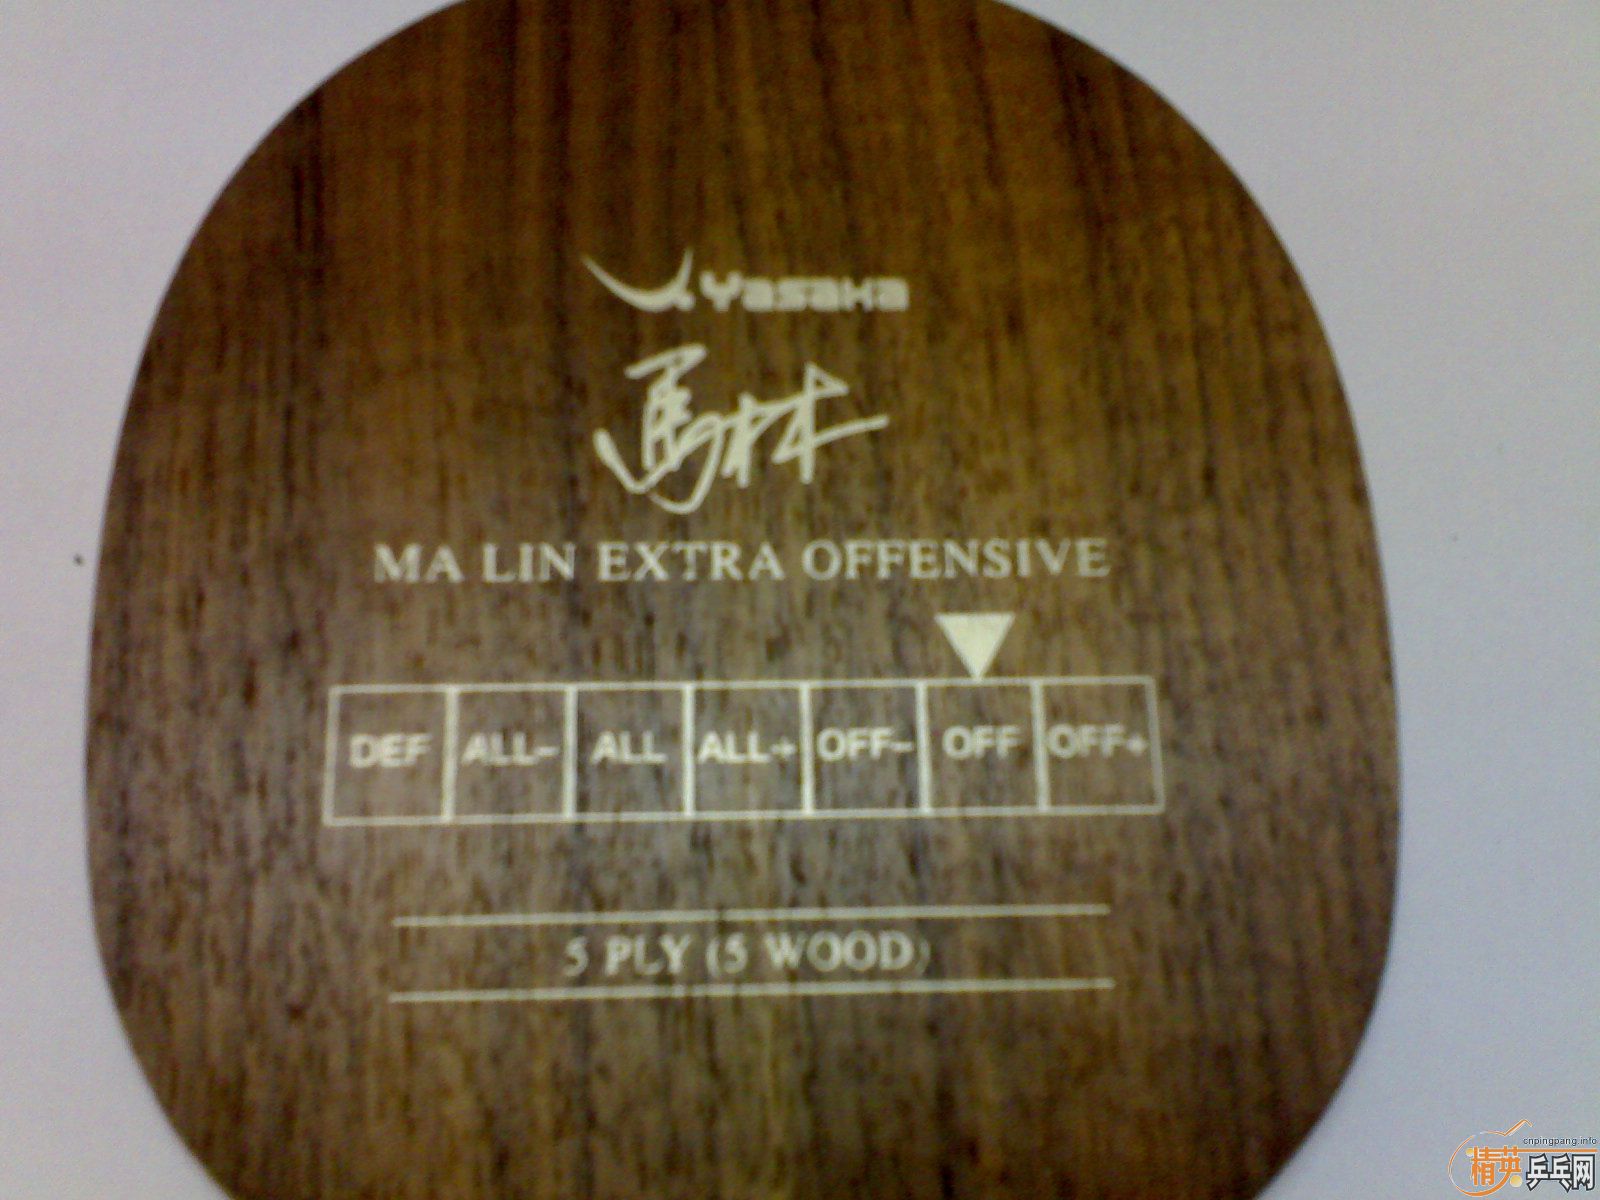 Yasaka
馬林
MA LIN EXTRA OFFENSIVE
DEF ALL- ALL ALL+ OFF- OFF OFF+
5 PLY (5 WOOD)
cnpingpang.info
精英乒乓网